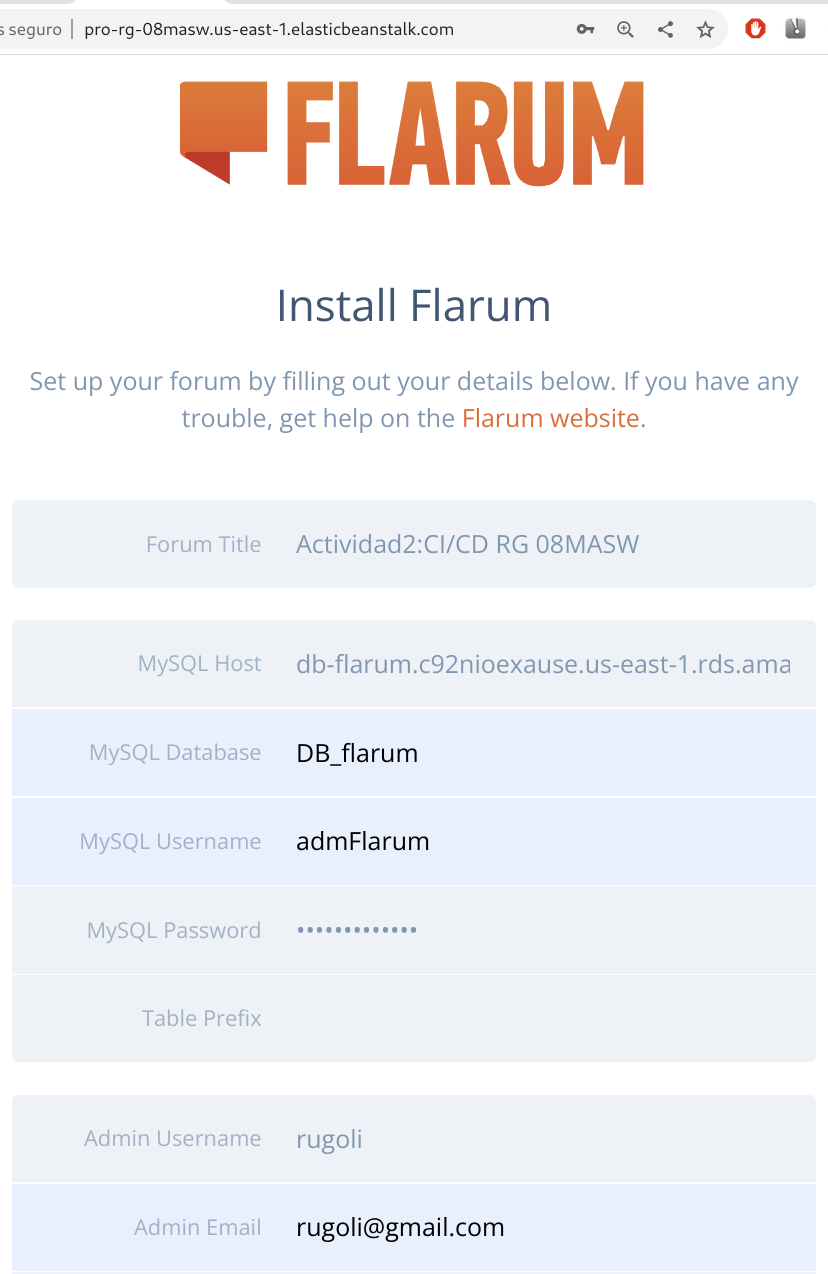 s seguro | pro-rg-08masw.us-east-1.elasticbeanstalk.com
FLARUM
Install Flarum
Set up your forum by filling out your details below. If you have any
trouble, get help on the Flarum website.
Forum Title Actividad2:CI/CD RG 08MASW
MySQL Host db-flarum.c92nioexause.us-east-1.rds.ama
MySQL Database DB_flarum
MySQL Username admFlarum
MySQL Password •••••••••••••
Table Prefix
Admin Username rugoli
Admin Email rugoli@gmail.com